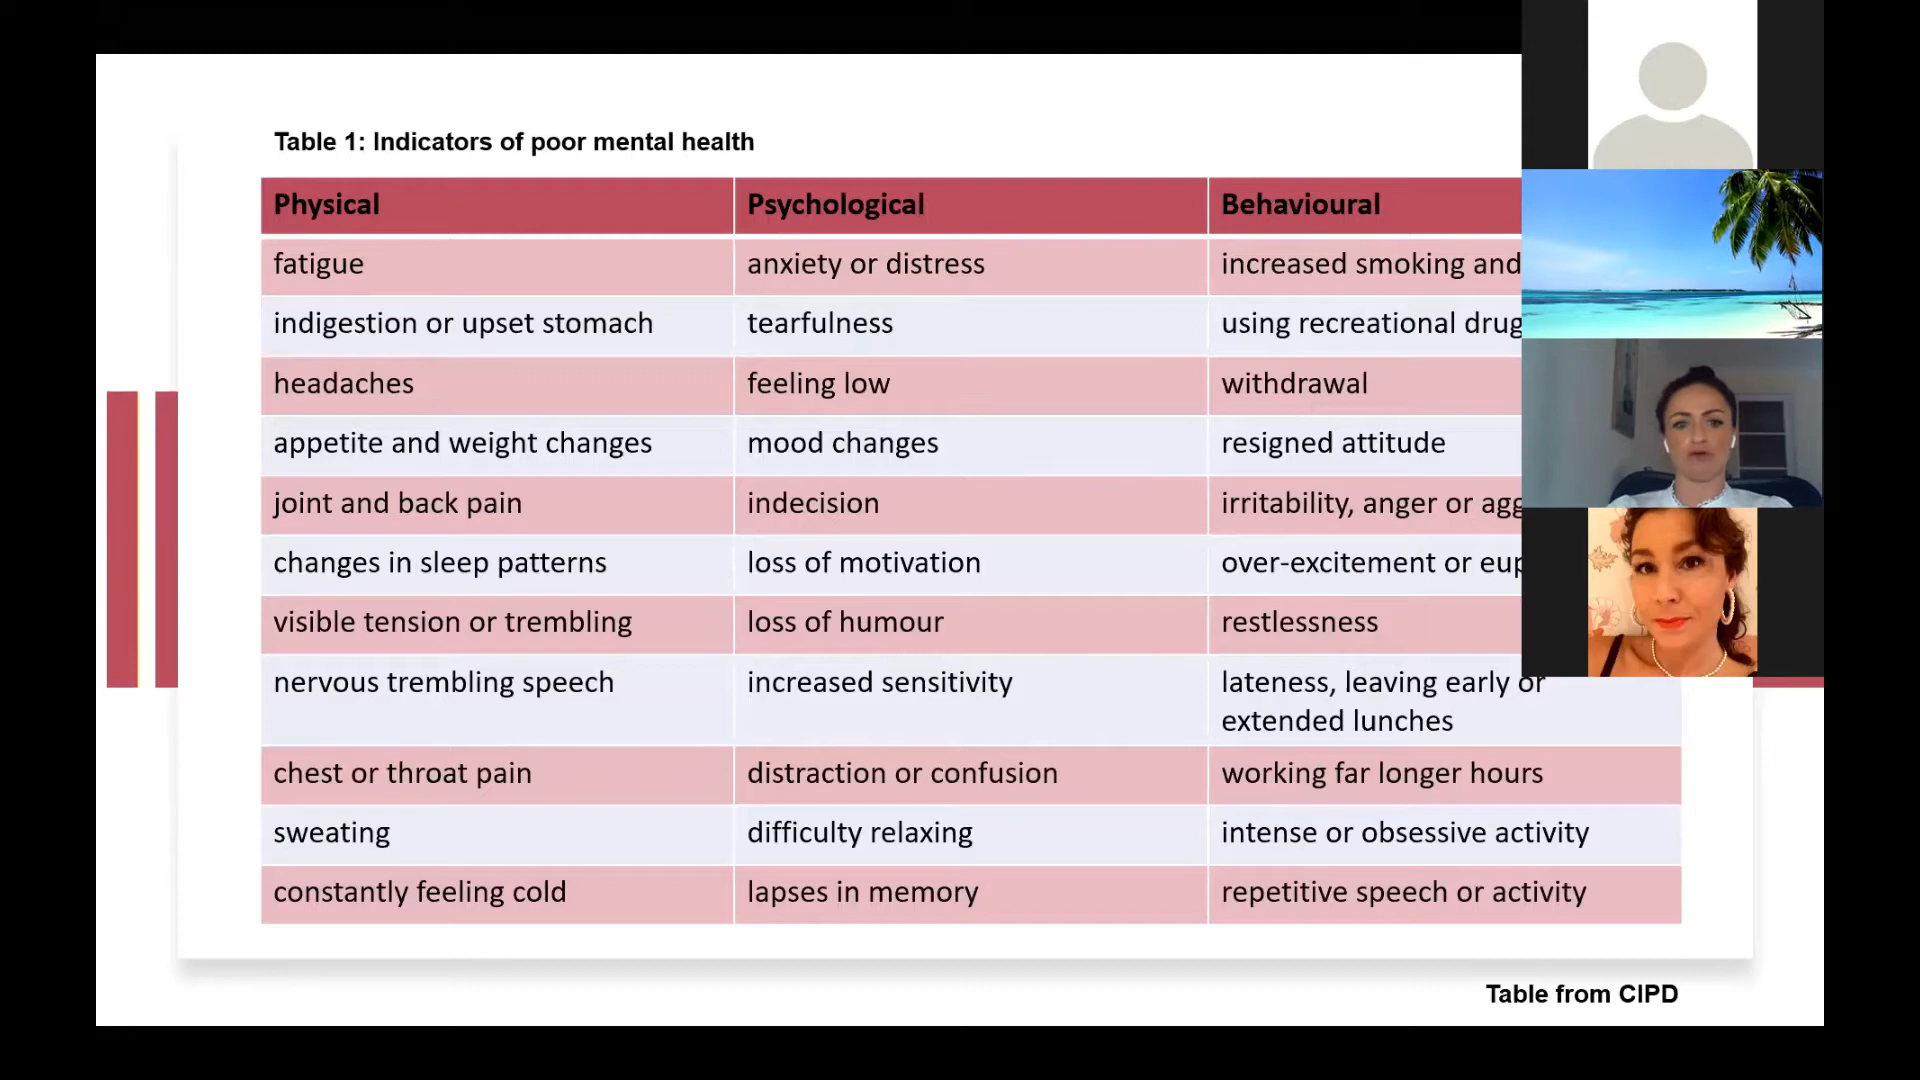 Table 1: Indicators of poor mental health
Physical Psychological Behavioural
fatigue anxiety or distress increased smoking and
indigestion or upset stomach tearfulness using recreational
headaches feeling low withdrawal
appetite and weight changes mood changes resigned attitude
joint and back pain indecision irritability, anger or
changes in sleep patterns loss of motivation over-excitement or
visible tension or trembling loss of humour restlessness
nervous trembling speech increased sensitivity lateness, leaving early or
extended lunches
chest or throat pain distraction or confusion working far longer hours
sweating difficulty relaxing intense or obsessive activity
constantly feeling cold lapses in memory repetitive speech or activity
Table from CIPD